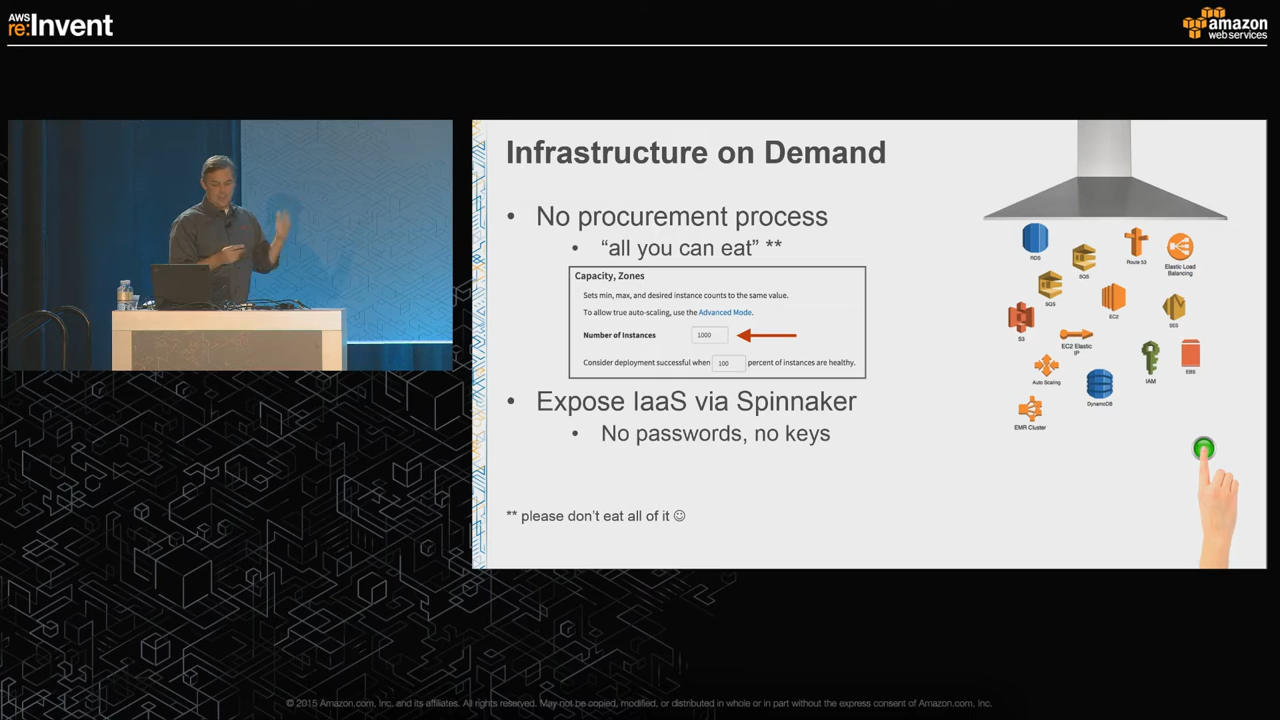 AWS
re:Invent
amazon
web services
Infrastructure on Demand
• No procurement process
• “all you can eat” **
Capacity, Zones
Sets min, max, and desired instance counts to the same value.
To allow true auto-scaling, use the Advanced Mode.
Number of Instances 1000
Consider deployment successful when 100 percent of instances are healthy.
• Expose IaaS via Spinnaker
• No passwords, no keys
** please don’t eat all of it ☺
RDS
SQS
Route 53
Elastic Load
Balancing
SQS
EC2
SES
S3
EC2 Elastic
IP
IAM
EBS
Auto Scaling
DynamoDB
EMR Cluster
© 2015 Amazon.com, Inc. and its affiliates. All rights reserved. May not be copied, modified, or distributed in whole or in part without the express consent of Amazon.com, Inc.